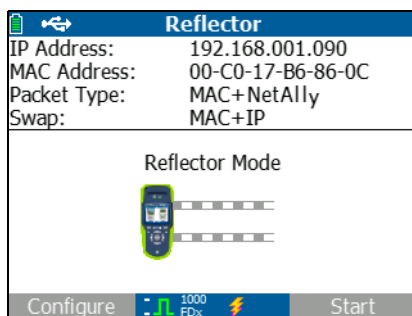 Reflector
IP Address: 192.168.001.090
MAC Address: 00-C0-17-B6-86-0C
Packet Type: MAC+NetAlly
Swap: MAC+IP
Reflector Mode
Configure 1000 FDx Start